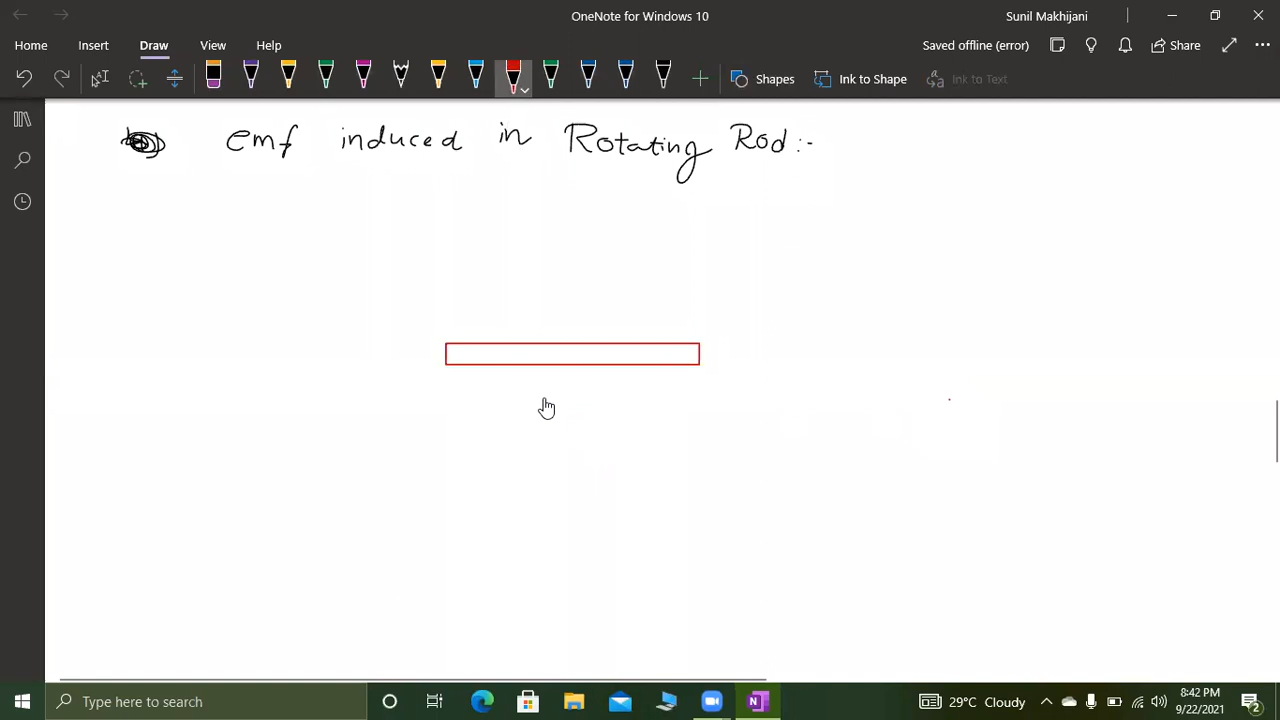 OneNote for Windows 10
Sunil Makhijani
Home Insert Draw View Help
Saved offline (error)
Share
Shapes
Ink to Shape
Ink to Text
emf induced in Rotating Rod :-
Type here to search
N
29°C Cloudy
8:42 PM
9/22/2021
2